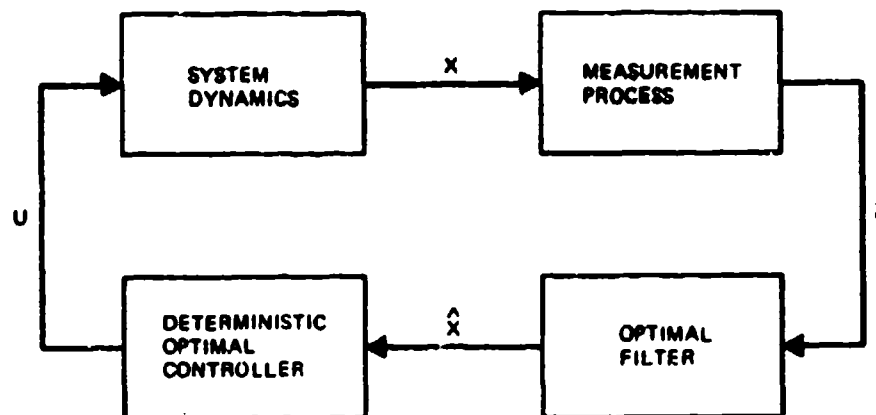 SYSTEM
DYNAMICS
X
MEASUREMENT
PROCESS
U
DETERMINISTIC
OPTIMAL
CONTROLLER
X̂
OPTIMAL
FILTER